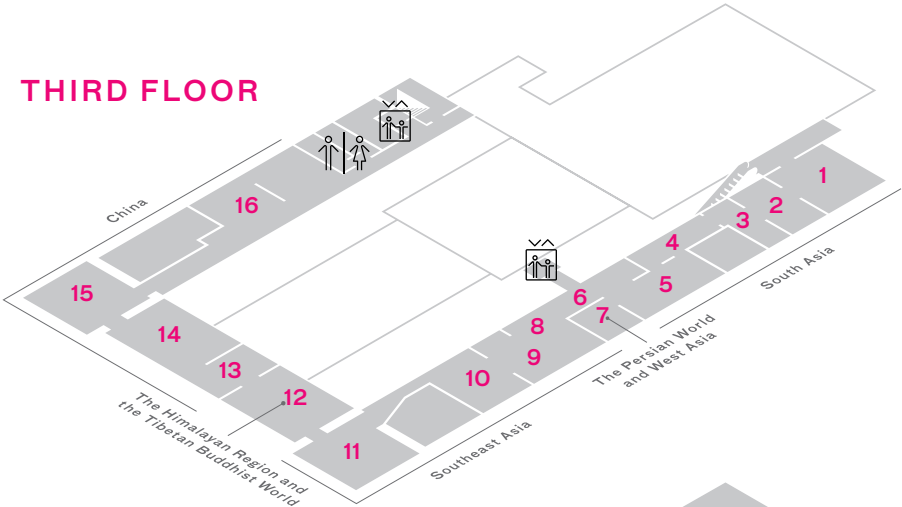 THIRD FLOOR
China
16
15
14
13
12
11
10
9
8
7
6
5
4
3
2
1
South Asia
The Persian World
and West Asia
Southeast Asia
The Himalayan Region and
the Tibetan Buddhist World